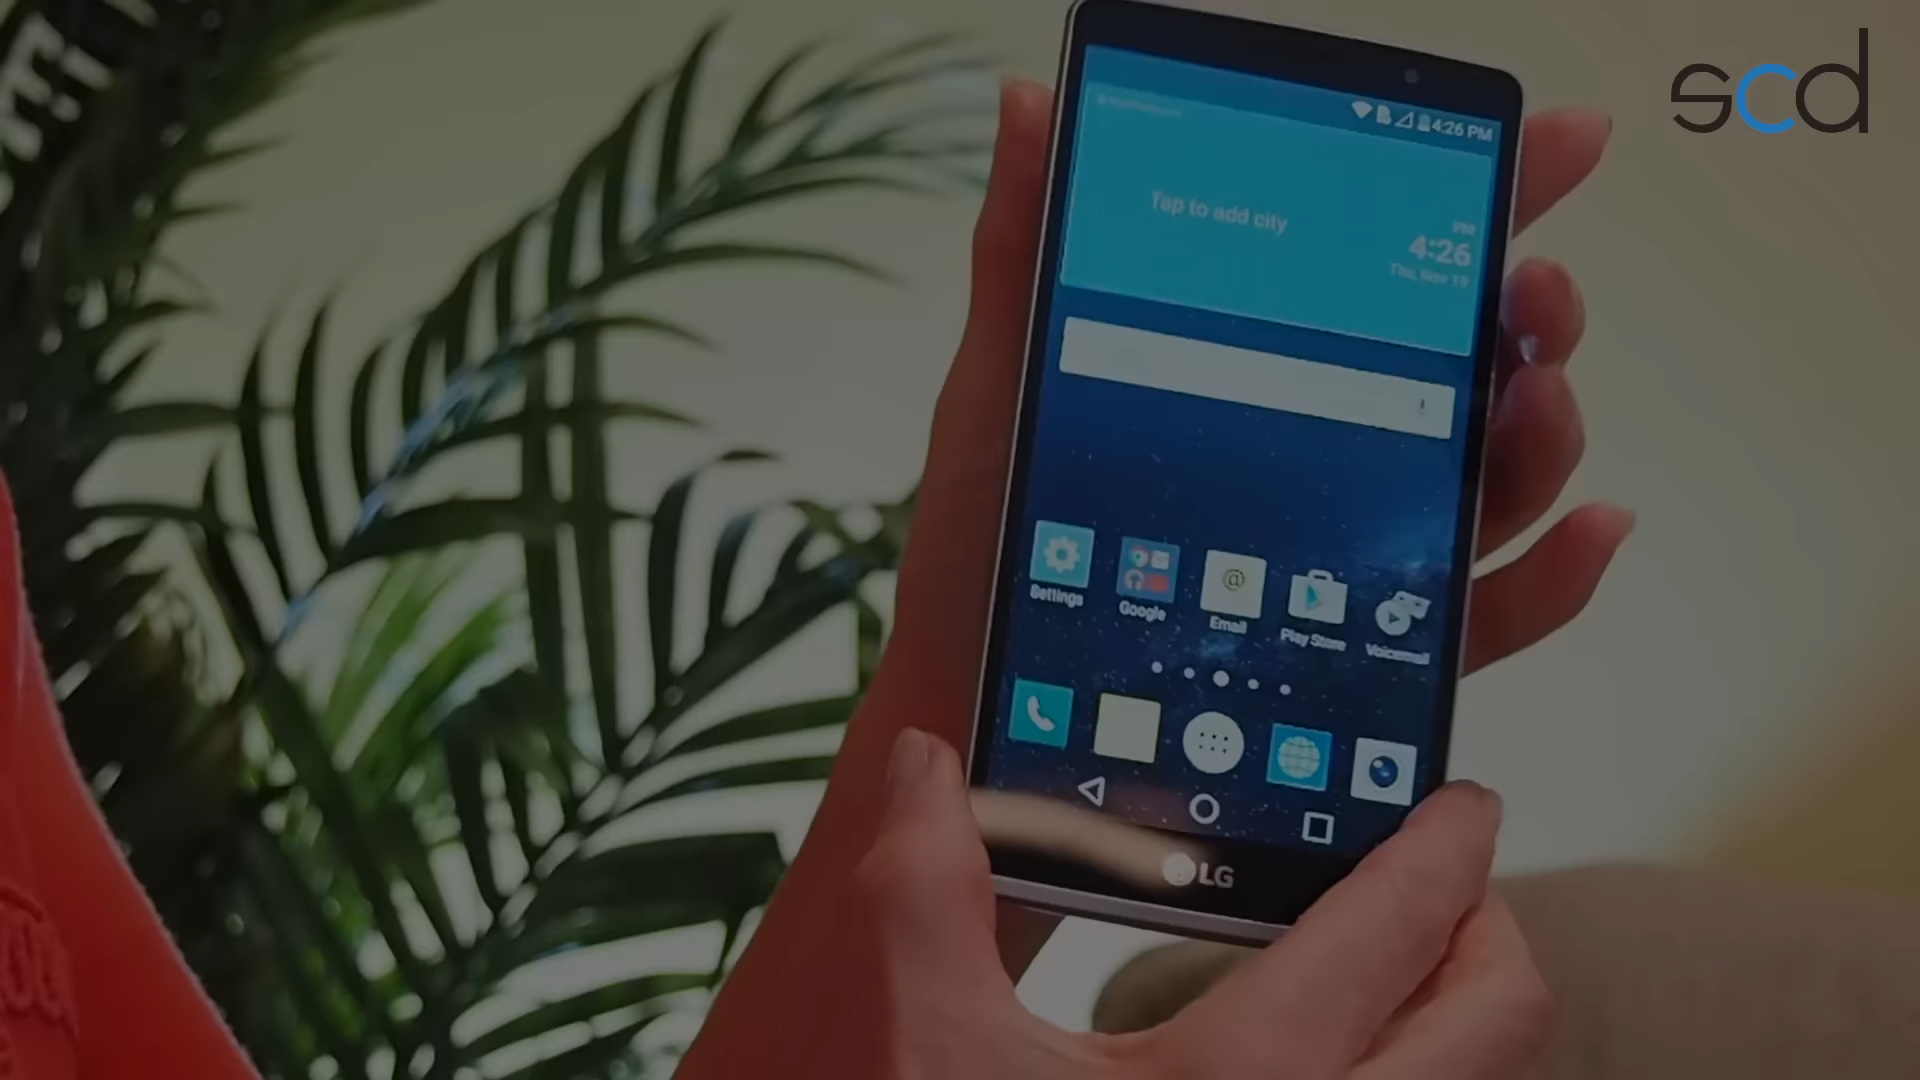 scd
4:26 PM
Tap to add city
PM
4:26
Thu, Nov 19
Settings
Google
Email
Play Store
Voicemail
LG